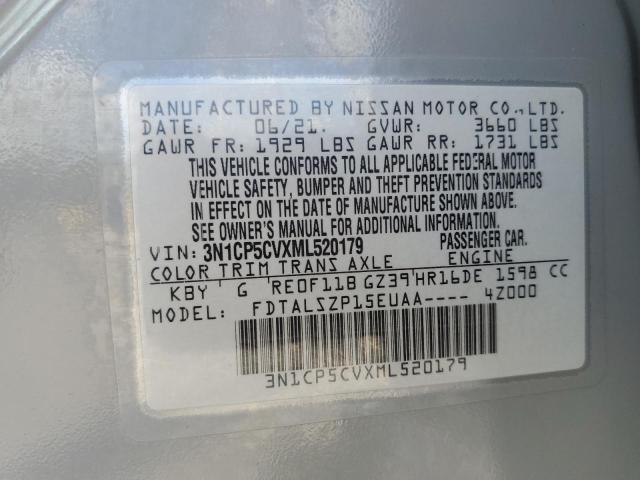 MANUFACTURED BY NISSAN MOTOR CO.,LTD.
DATE: 06/21. GVWR: 3660 LBS
GAWR FR: 1929 LBS GAWR RR: 1731 LBS
THIS VEHICLE CONFORMS TO ALL APPLICABLE FEDERAL MOTOR
VEHICLE SAFETY, BUMPER AND THEFT PREVENTION STANDARDS
IN EFFECT ON THE DATE OF MANUFACTURE SHOWN ABOVE.
SEE OWNER'S MANUAL FOR ADDITIONAL INFORMATION.
VIN: 3N1CP5CVXML520179 PASSENGER CAR.
COLOR TRIM TRANS AXLE ENGINE
KBY G RE0F11B GZ39 HR16DE 1598 CC
MODEL: FDTALSZP15EUAA---- 4Z000
3N1CP5CVXML520179